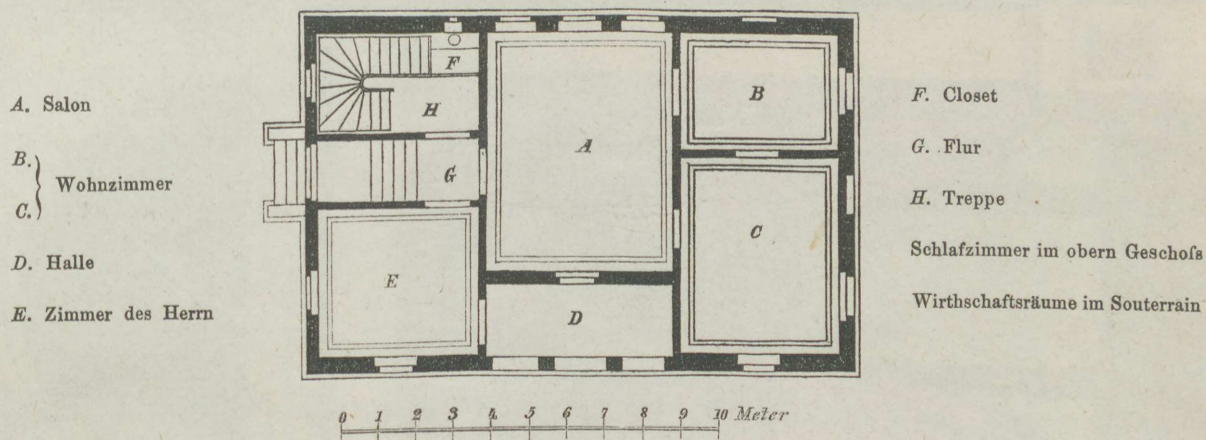 A. Salon
B.
Wohnzimmer
C.
D. Halle
E. Zimmer des Herrn
F
H
A
B
G
C
E
D
F. Closet
G. Flur
H. Treppe
Schlafzimmer im obern Geschoſs
Wirthschaftsräume im Souterrain
0 1 2 3 4 5 6 7 8 9 10 Meter